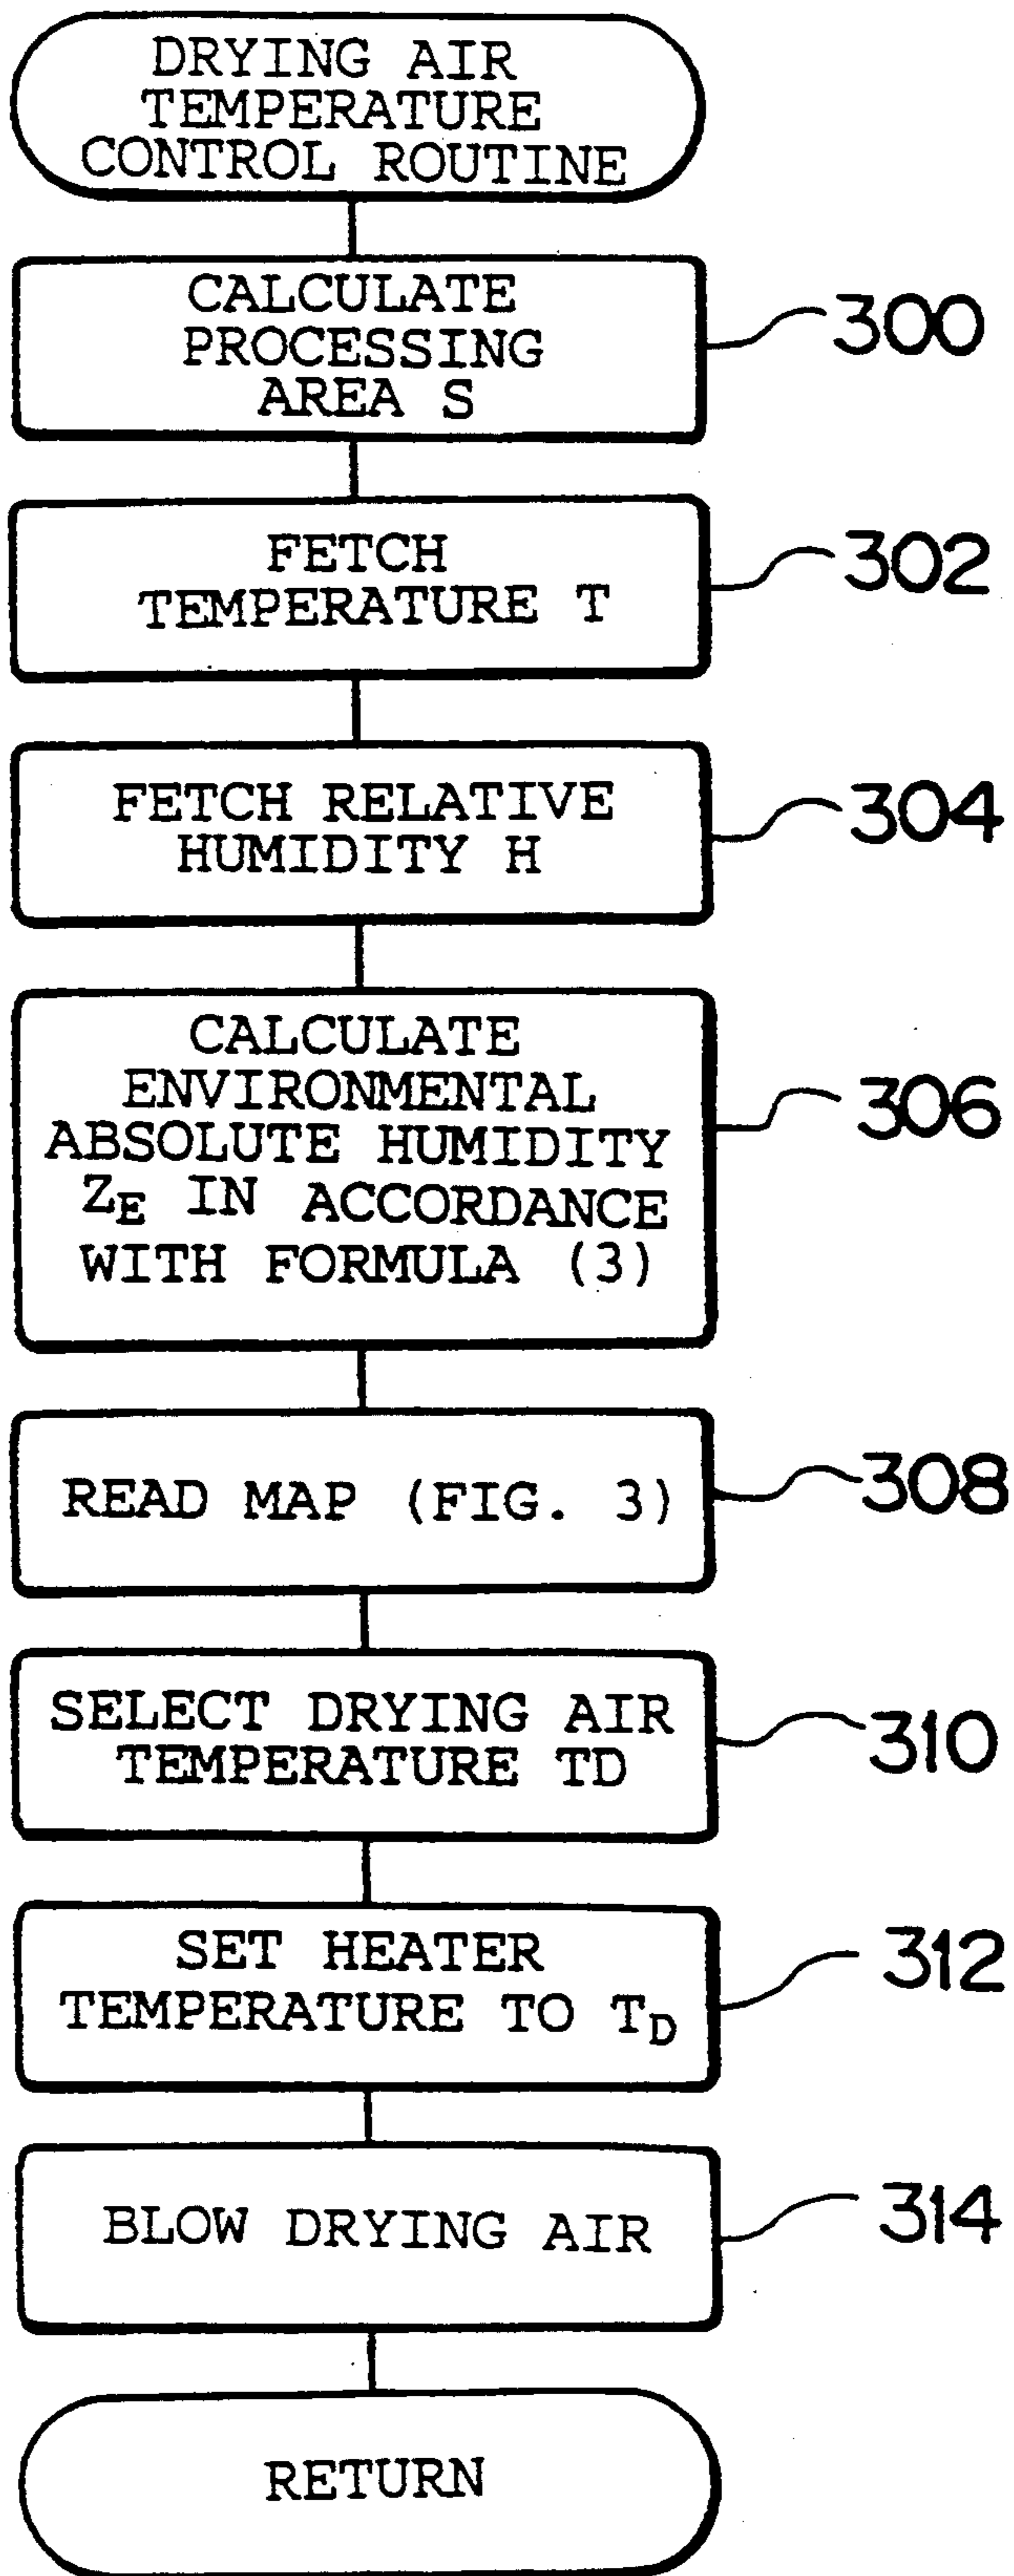 DRYING AIR
TEMPERATURE
CONTROL ROUTINE
CALCULATE
PROCESSING
AREA S
300
FETCH
TEMPERATURE T
302
FETCH RELATIVE
HUMIDITY H
304
CALCULATE
ENVIRONMENTAL
ABSOLUTE HUMIDITY
ZE IN ACCORDANCE
WITH FORMULA (3)
306
READ MAP (FIG. 3)
308
SELECT DRYING AIR
TEMPERATURE TD
310
SET HEATER
TEMPERATURE TO TD
312
BLOW DRYING AIR
314
RETURN